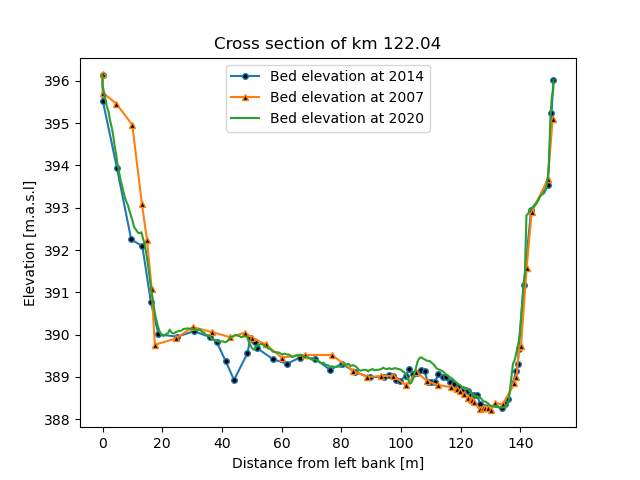 Cross section of km 122.04
Bed elevation at 2014
Bed elevation at 2007
Bed elevation at 2020
396
395
394
393
392
391
390
389
388
Elevation [m.a.s.l]
0 20 40 60 80 100 120 140
Distance from left bank [m]